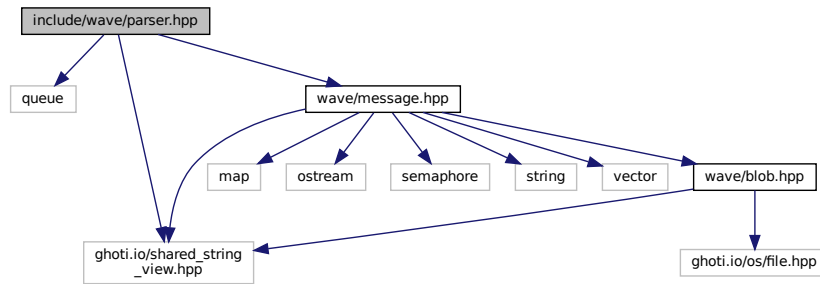 include/wave/parser.hpp
queue
wave/message.hpp
map
ostream
semaphore
string
vector
wave/blob.hpp
ghoti.io/shared_string
_view.hpp
ghoti.io/os/file.hpp